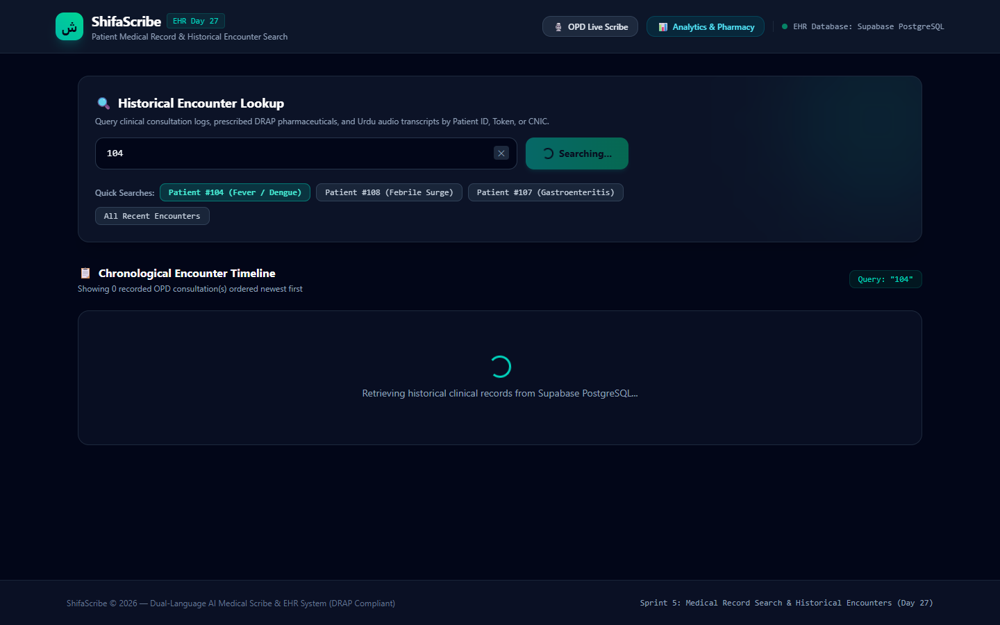 ش
ShifaScribe EHR Day 27
Patient Medical Record & Historical Encounter Search
OPD Live Scribe
Analytics & Pharmacy
EHR Database: Supabase PostgreSQL
Historical Encounter Lookup
Query clinical consultation logs, prescribed DRAP pharmaceuticals, and Urdu audio transcripts by Patient ID, Token, or CNIC.
104
Searching...
Quick Searches: Patient #104 (Fever / Dengue) Patient #108 (Febrile Surge) Patient #107 (Gastroenteritis)
All Recent Encounters
Chronological Encounter Timeline
Showing 0 recorded OPD consultation(s) ordered newest first
Query: "104"
Retrieving historical clinical records from Supabase PostgreSQL...
ShifaScribe © 2026 — Dual-Language AI Medical Scribe & EHR System (DRAP Compliant)
Sprint 5: Medical Record Search & Historical Encounters (Day 27)